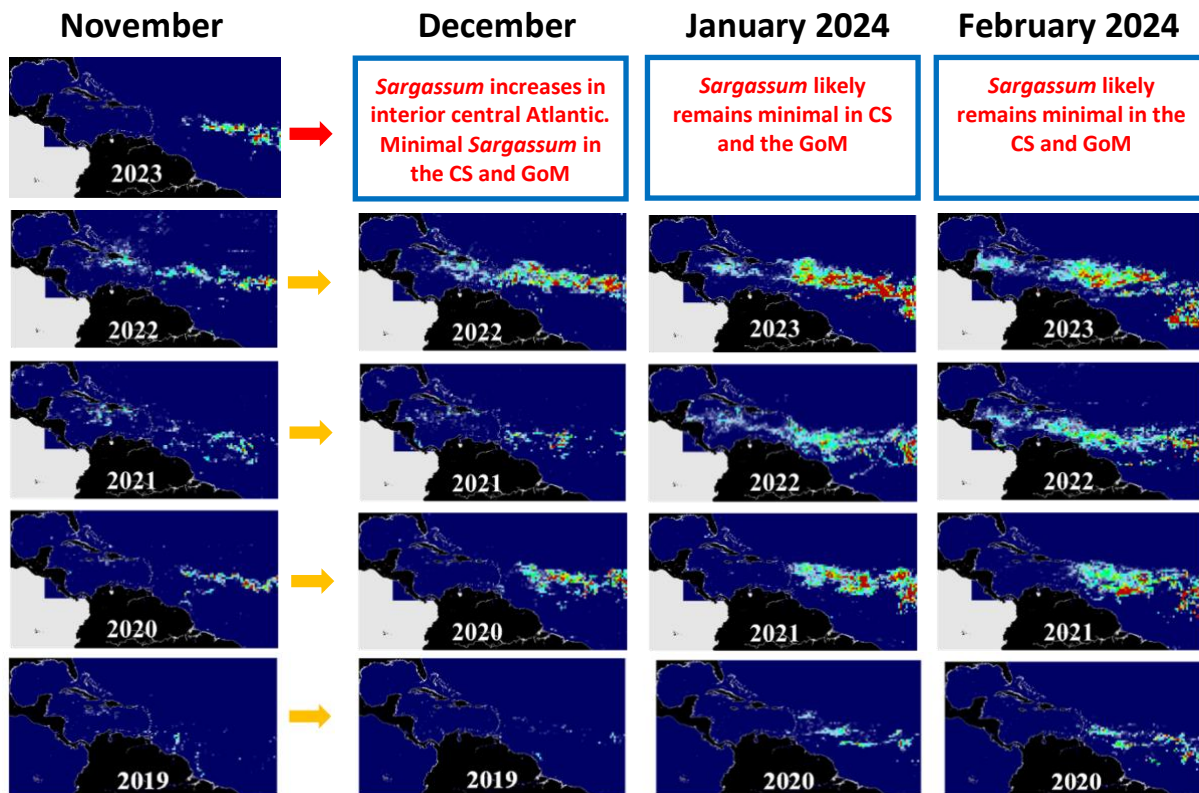 November
December
January 2024
February 2024
2023
Sargassum increases in
interior central Atlantic.
Minimal Sargassum in
the CS and GoM
Sargassum likely
remains minimal in CS
and the GoM
Sargassum likely
remains minimal in the
CS and GoM
2022
2022
2023
2023
2021
2021
2022
2022
2020
2020
2021
2021
2019
2019
2020
2020